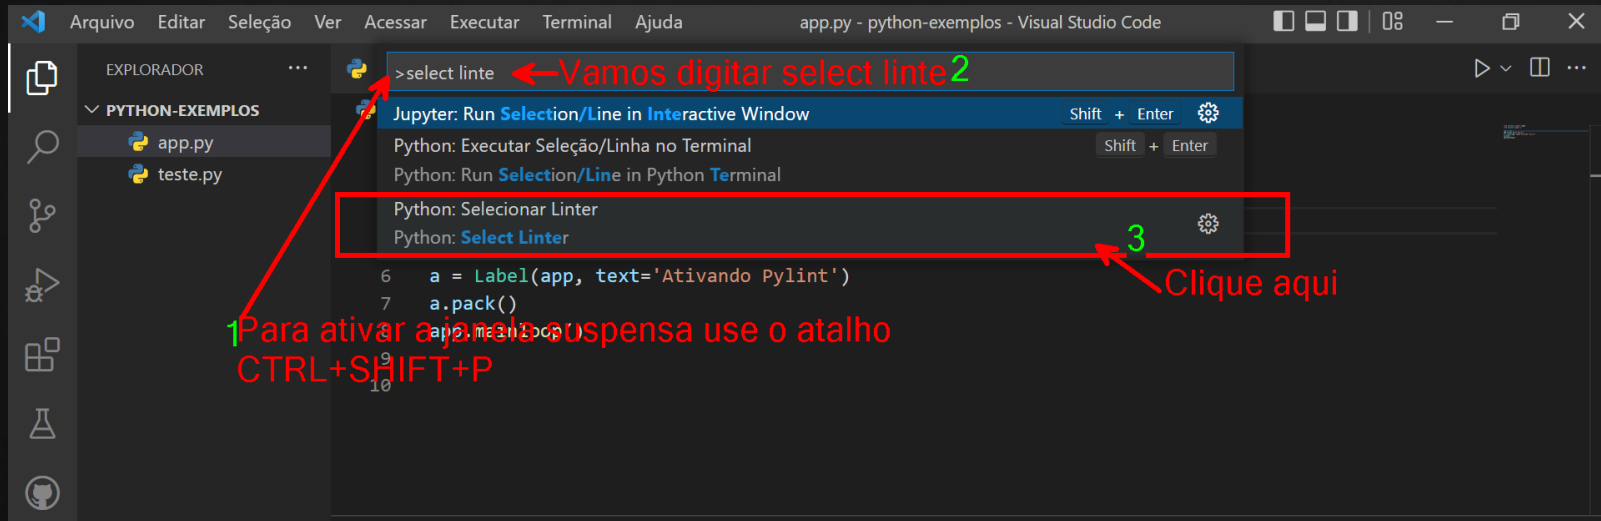 Arquivo Editar Seleção Ver Acessar Executar Terminal Ajuda app.py - python-exemplos - Visual Studio Code
EXPLORADOR ...
PYTHON-EXEMPLOS
app.py
teste.py
>select linte Vamos digitar select linte 2
Jupyter: Run Selection/Line in Interactive Window Shift + Enter
Python: Executar Seleção/Linha no Terminal Shift + Enter
Python: Run Selection/Line in Python Terminal
Python: Selecionar Linter
Python: Select Linter
3
Clique aqui
6 a = Label(app, text='Ativando Pylint')
7 a.pack()
8 app.mainloop()
9
10
1 Para ativar a janela suspensa use o atalho
CTRL+SHIFT+P